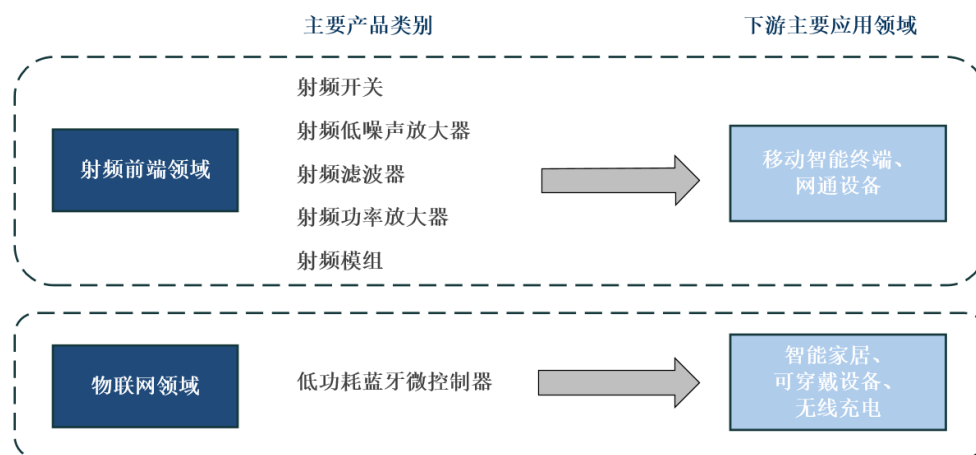 主要产品类别
下游主要应用领域
射频前端领域
射频开关
射频低噪声放大器
射频滤波器
射频功率放大器
射频模组
移动智能终端、
网通设备
物联网领域
低功耗蓝牙微控制器
智能家居、
可穿戴设备、
无线充电